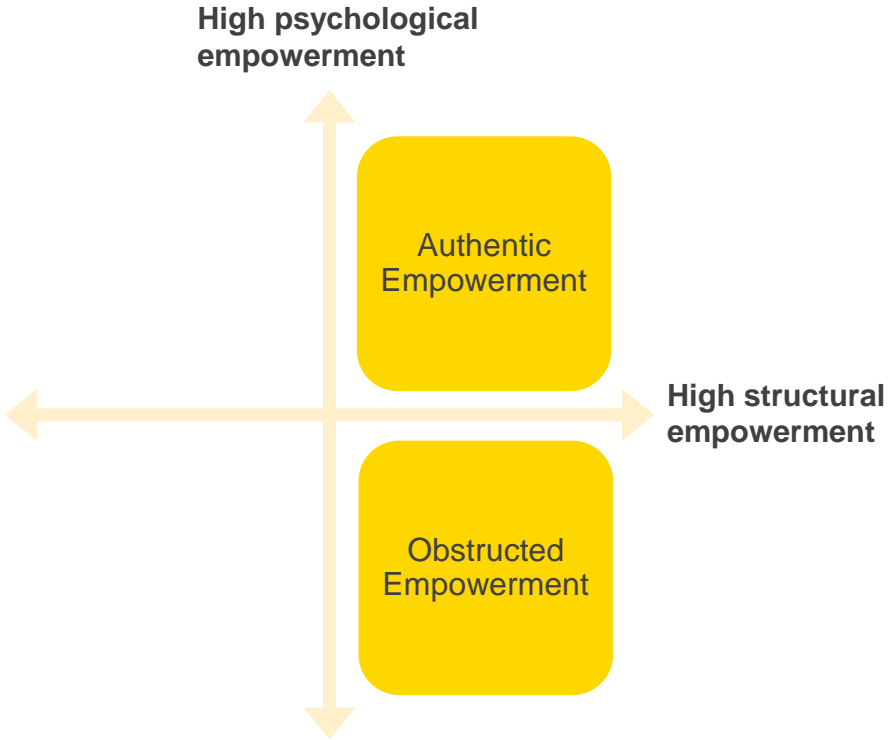 High psychological
empowerment
Authentic
Empowerment
High structural
empowerment
Obstructed
Empowerment